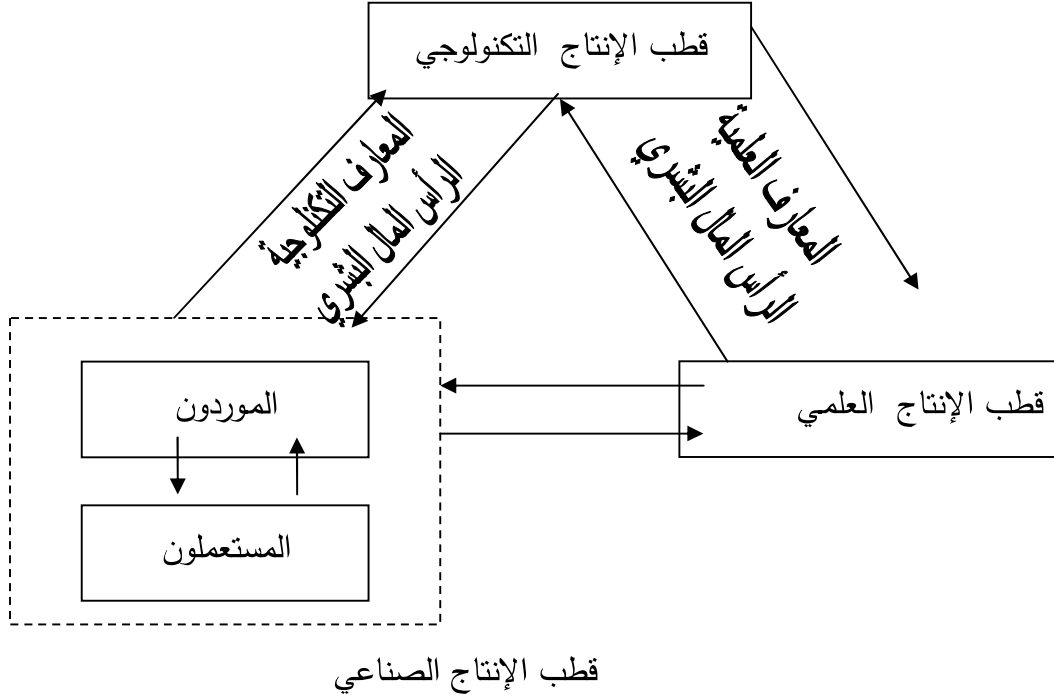 قطب الإنتاج التكنولوجي
المعارف العلمية
الرأس المال البشري
المعارف التكنلوجية
الرأس المال البشري
قطب الإنتاج العلمي
الموردون
المستعملون
قطب الإنتاج الصناعي